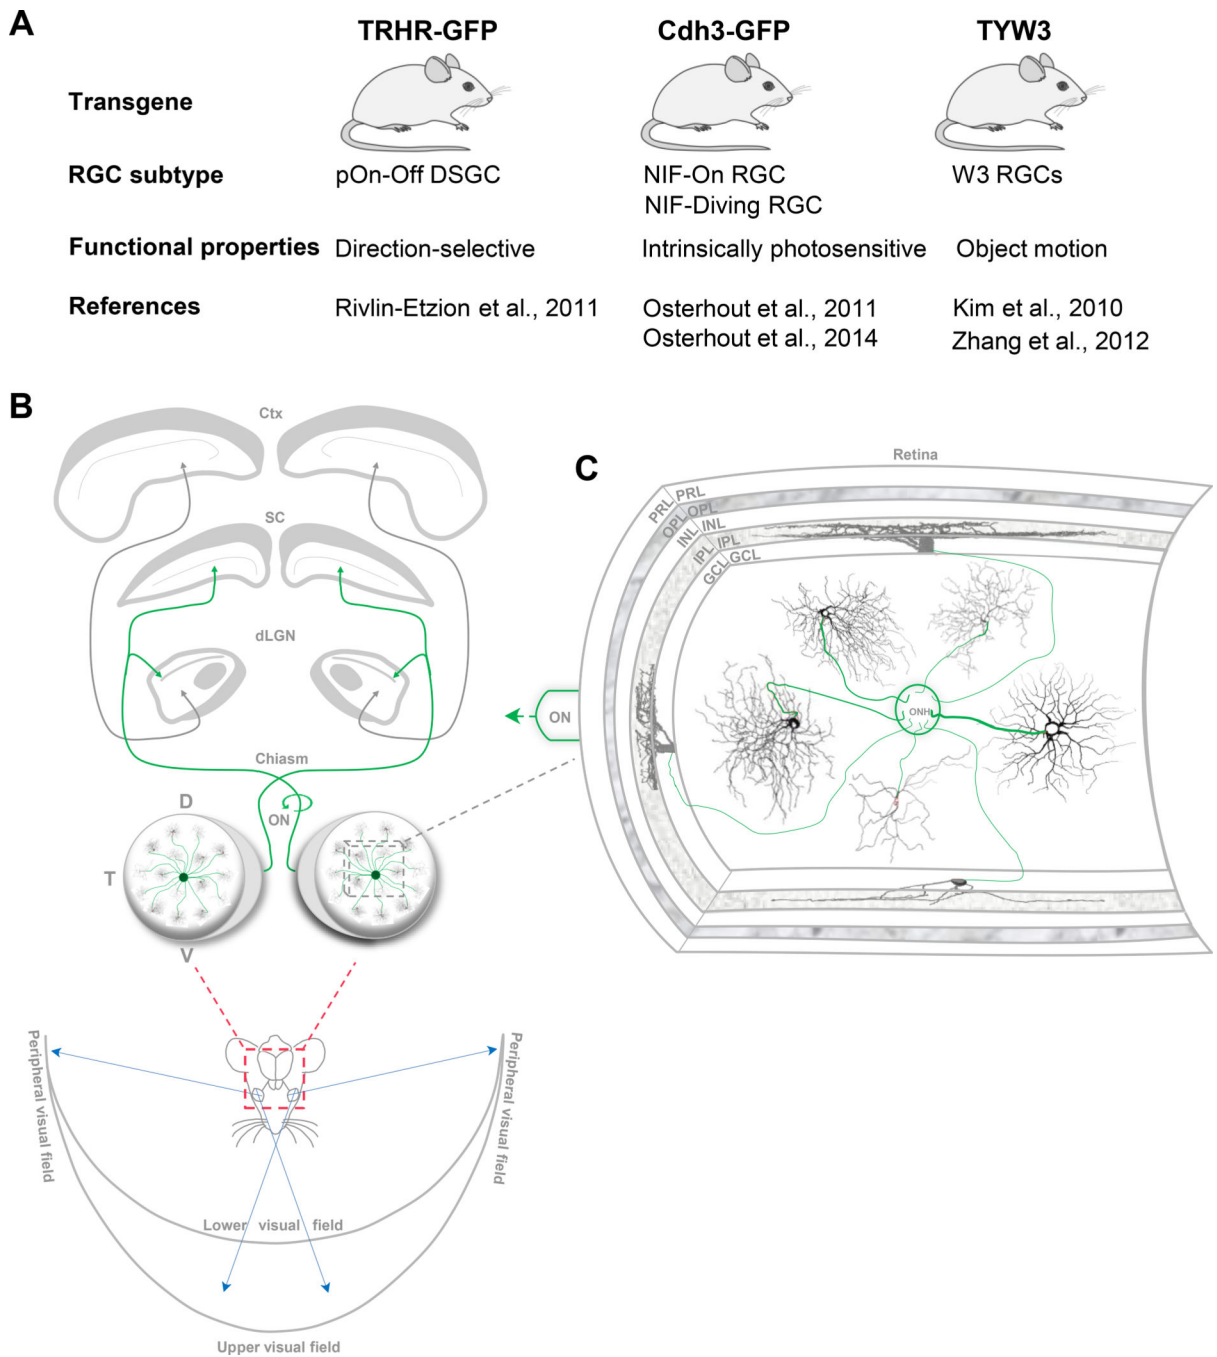 A
TRHR-GFP Cdh3-GFP TYW3
Transgene
RGC subtype pOn-Off DSGC NIF-On RGC W3 RGCs
NIF-Diving RGC
Functional properties Direction-selective Intrinsically photosensitive Object motion
References Rivlin-Etzion et al., 2011 Osterhout et al., 2011 Kim et al., 2010
Osterhout et al., 2014 Zhang et al., 2012
B
Ctx
SC
dLGN
Chiasm
ON
D
T
V
Peripheral visual field
Peripheral visual field
Lower visual field
Upper visual field
C
Retina
PRL PRL
OPL OPL
INL INL
IPL IPL
GCL GCL
ON
ONH